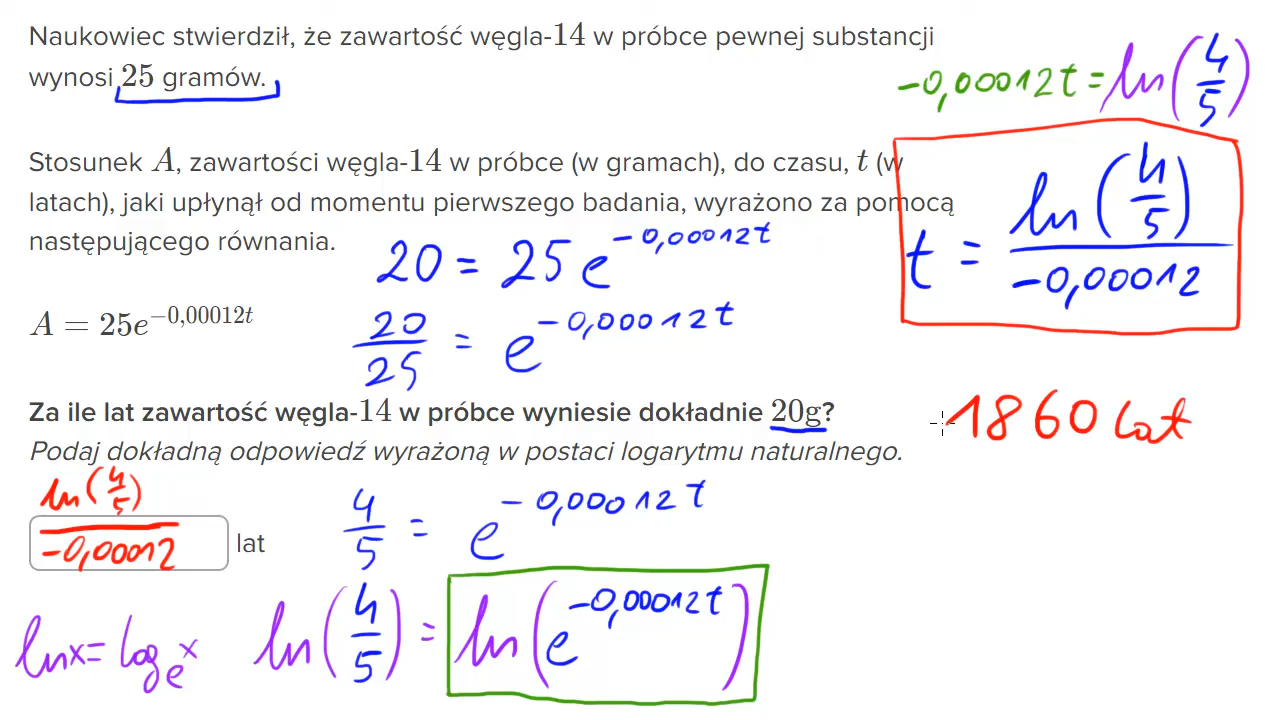 Naukowiec stwierdził, że zawartość węgla-14 w próbce pewnej substancji
wynosi 25 gramów.
-0,00012t = ln(4/5)
Stosunek A, zawartości węgla-14 w próbce (w gramach), do czasu, t (w
latach), jaki upłynął od momentu pierwszego badania, wyrażono za pomocą
następującego równania.
t = ln(4/5)/-0,00012
20 = 25e^-0,00012t
A = 25e^−0,00012t
20/25 = e^-0,00012t
Za ile lat zawartość węgla-14 w próbce wyniesie dokładnie 20g?
1860 lat
Podaj dokładną odpowiedź wyrażoną w postaci logarytmu naturalnego.
ln(4/5)/-0,00012 lat
4/5 = e^-0,00012t
lnx = log_e x
ln(4/5) = ln(e^-0,00012t)